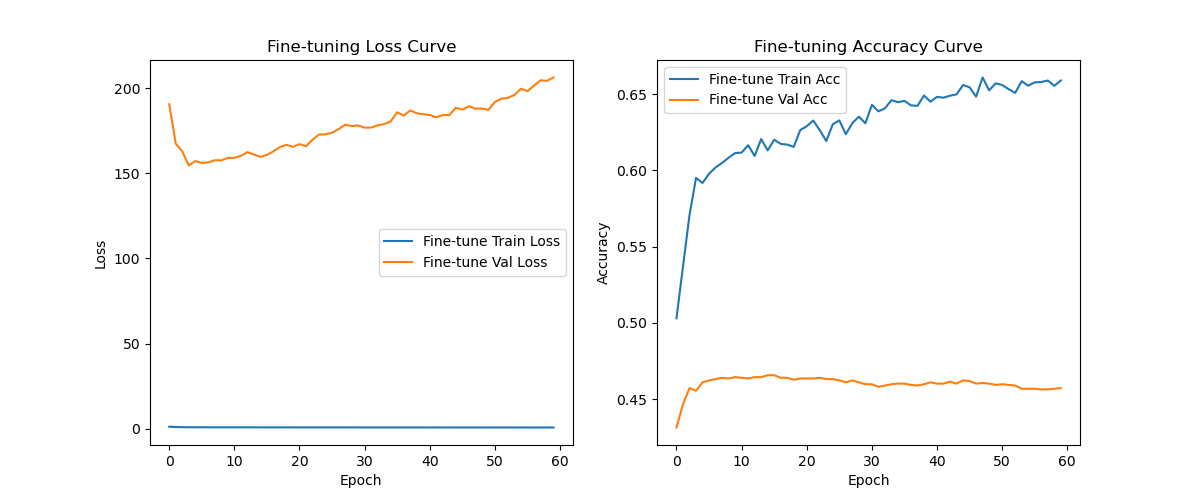 Fine-tuning Loss Curve
Loss
200
150
100
50
0
Fine-tune Train Loss
Fine-tune Val Loss
0 10 20 30 40 50 60
Epoch
Fine-tuning Accuracy Curve
Accuracy
0.65
0.60
0.55
0.50
0.45
Fine-tune Train Acc
Fine-tune Val Acc
0 10 20 30 40 50 60
Epoch